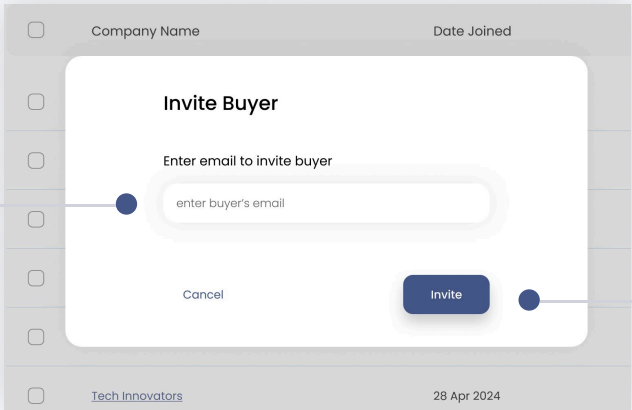 Company Name Date Joined
Invite Buyer
Enter email to invite buyer
enter buyer's email
Cancel Invite
Tech Innovators 28 Apr 2024